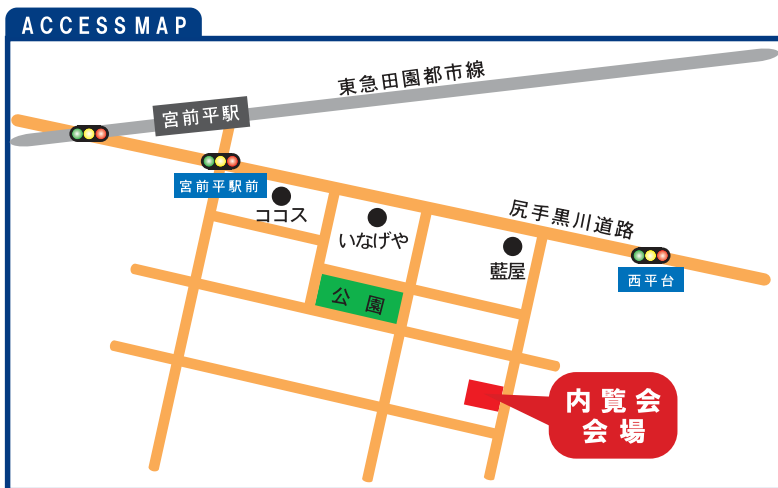 ACCESS MAP
東急田園都市線
宮前平駅
宮前平駅前
ココス
いなげや
尻手黒川道路
藍屋
西平台
公園
内覧会
会場